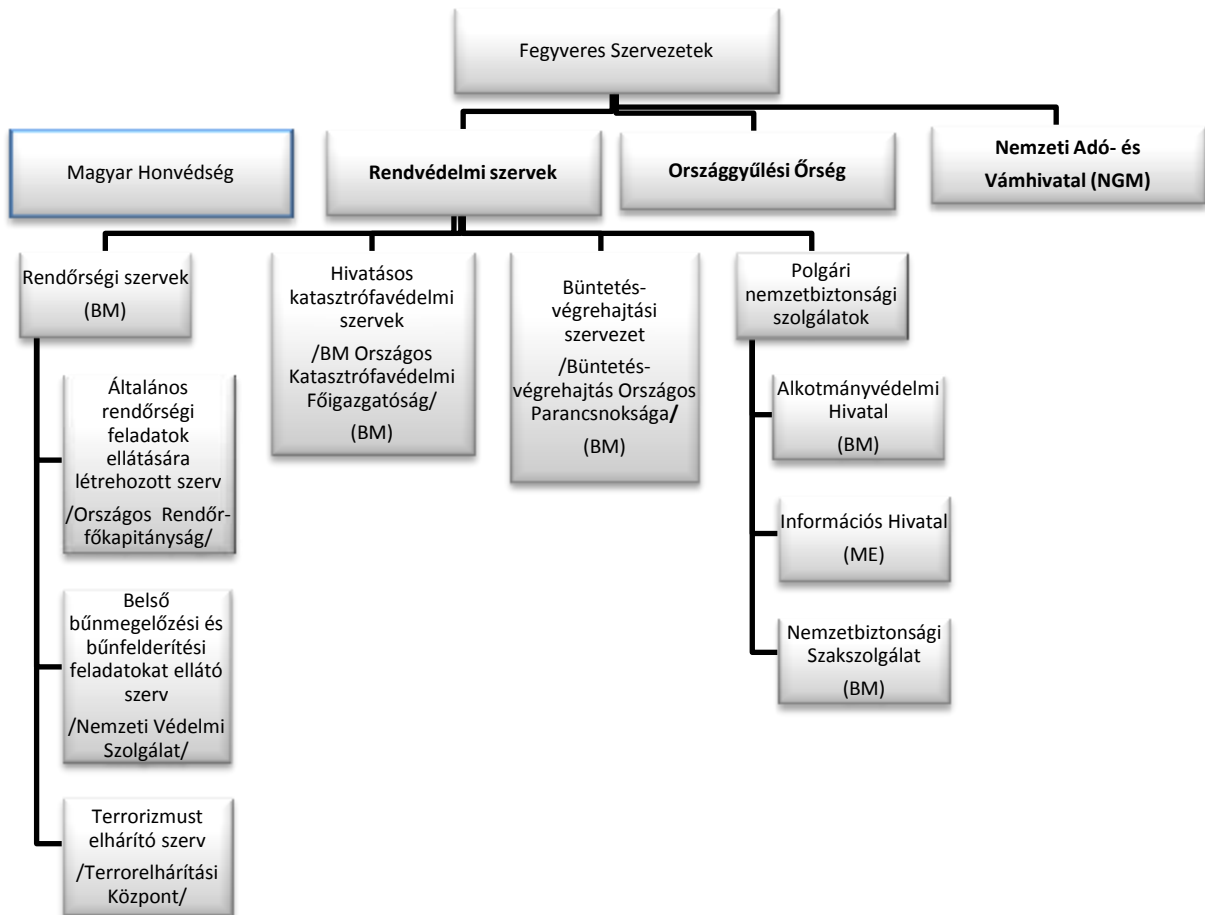 Fegyveres Szervezetek
Magyar Honvédség
Rendvédelmi szervek
Országgyűlési Őrség
Nemzeti Adó- és
Vámhivatal (NGM)
Rendőrségi szervek
(BM)
Hivatásos
katasztrófavédelmi
szervek
/BM Országos
Katasztrófavédelmi
Főigazgatóság/
(BM)
Büntetés-
végrehajtási
szervezet
/Büntetés-
végrehajtás Országos
Parancsnoksága/
(BM)
Polgári
nemzetbiztonsági
szolgálatok
Általános
rendőrségi
feladatok
ellátására
létrehozott szerv
/Országos Rendőr-
főkapitányság/
Belső
bűnmegelőzési és
bűnfelderítési
feladatokat ellátó
szerv
/Nemzeti Védelmi
Szolgálat/
Terrorizmust
elhárító szerv
/Terrorelhárítási
Központ/
Alkotmányvédelmi
Hivatal
(BM)
Információs Hivatal
(ME)
Nemzetbiztonsági
Szakszolgálat
(BM)